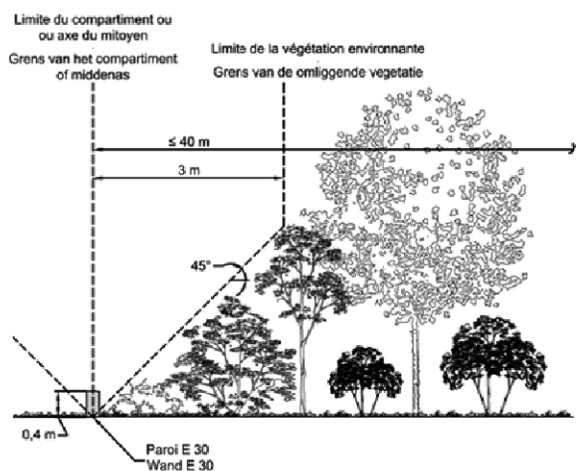 Limite du compartiment ou
ou axe du mitoyen
Grens van het compartiment
of middenas
Limite de la végétation environnante
Grens van de omliggende vegetatie
≤ 40 m
3 m
45°
0,4 m
Paroi E 30
Wand E 30